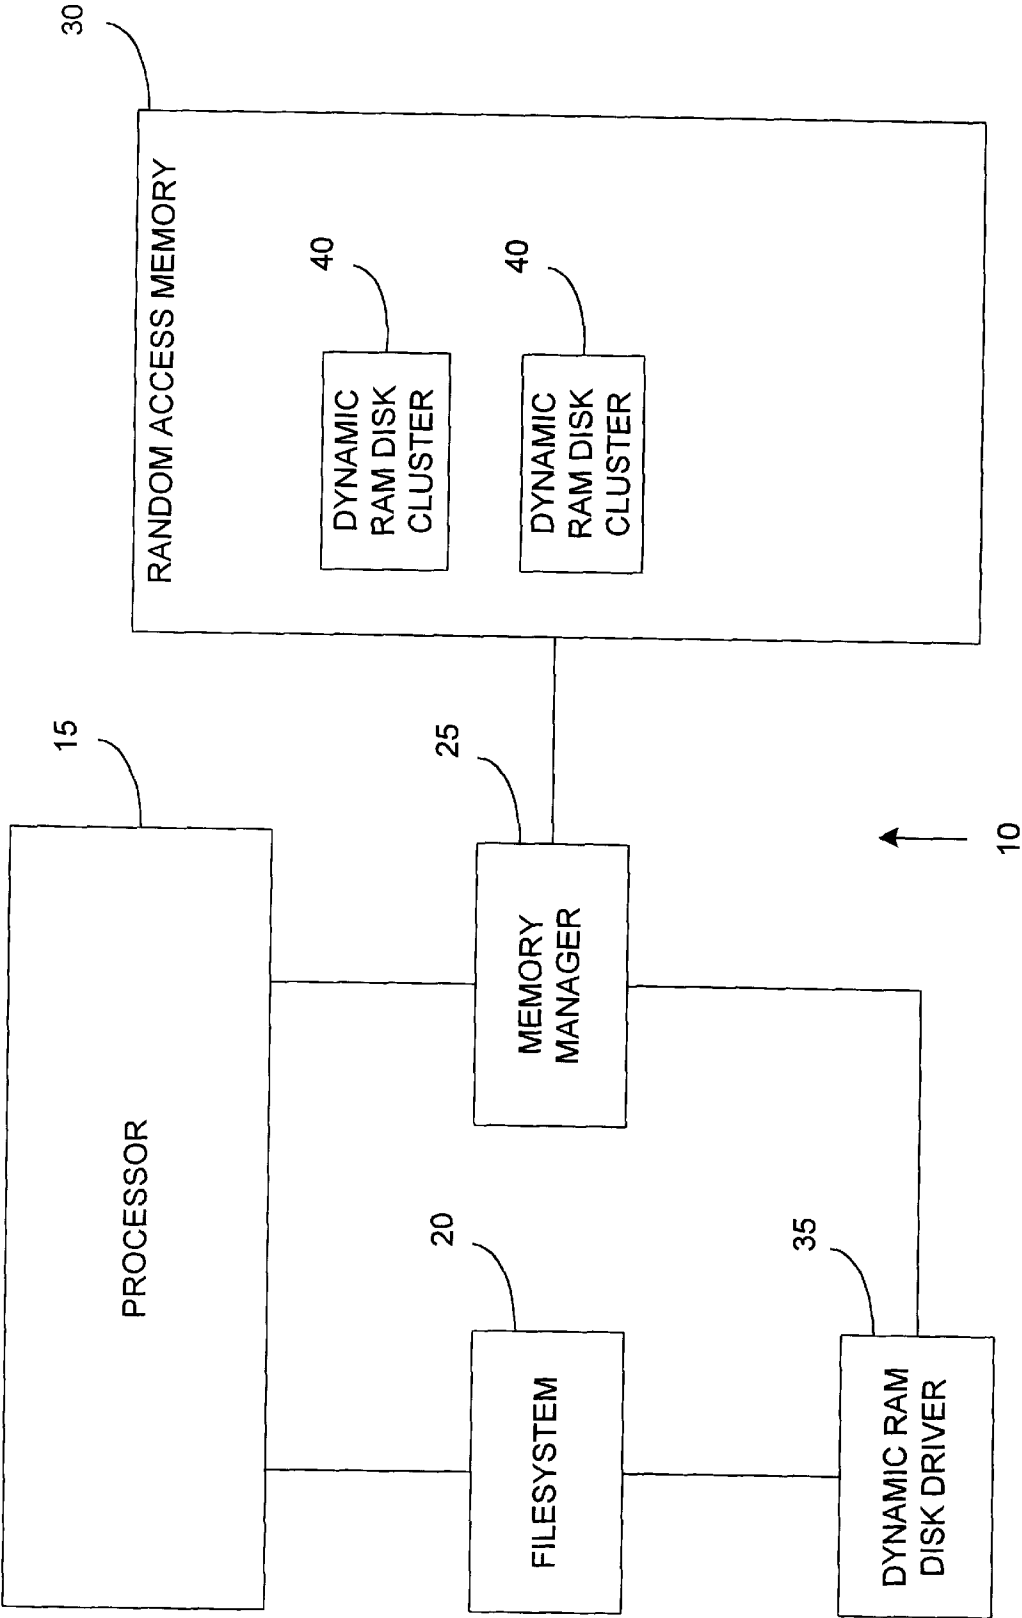 PROCESSOR
15
FILESYSTEM
20
MEMORY
MANAGER
25
DYNAMIC RAM
DISK DRIVER
35
RANDOM ACCESS MEMORY
30
DYNAMIC
RAM DISK
CLUSTER
40
DYNAMIC
RAM DISK
CLUSTER
40
10